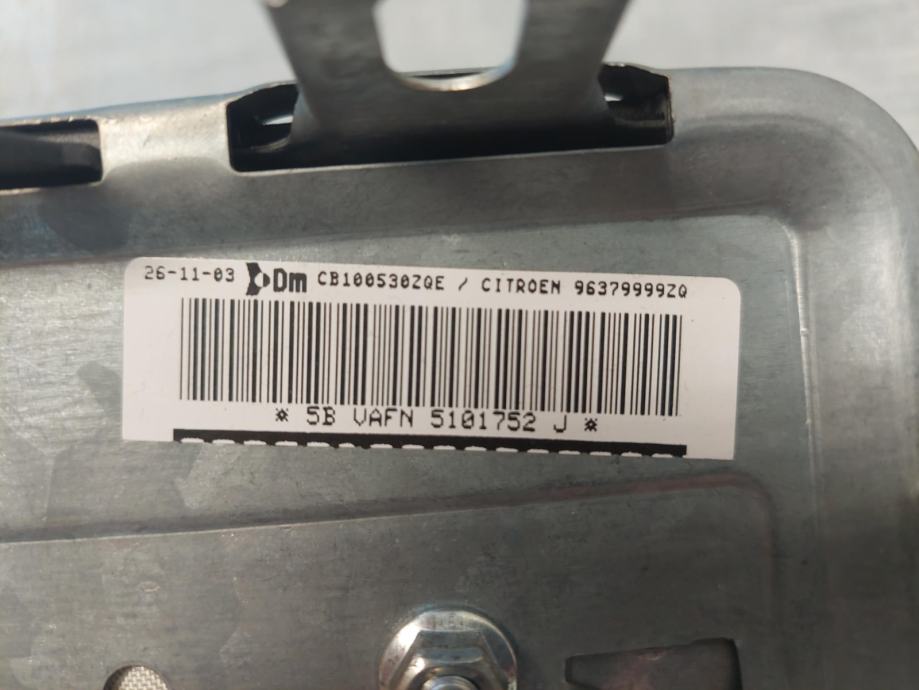 26-11-03 Dm CB100530ZQE / CITROEN 96379999ZQ
* 5B VAFN 5101752 J *